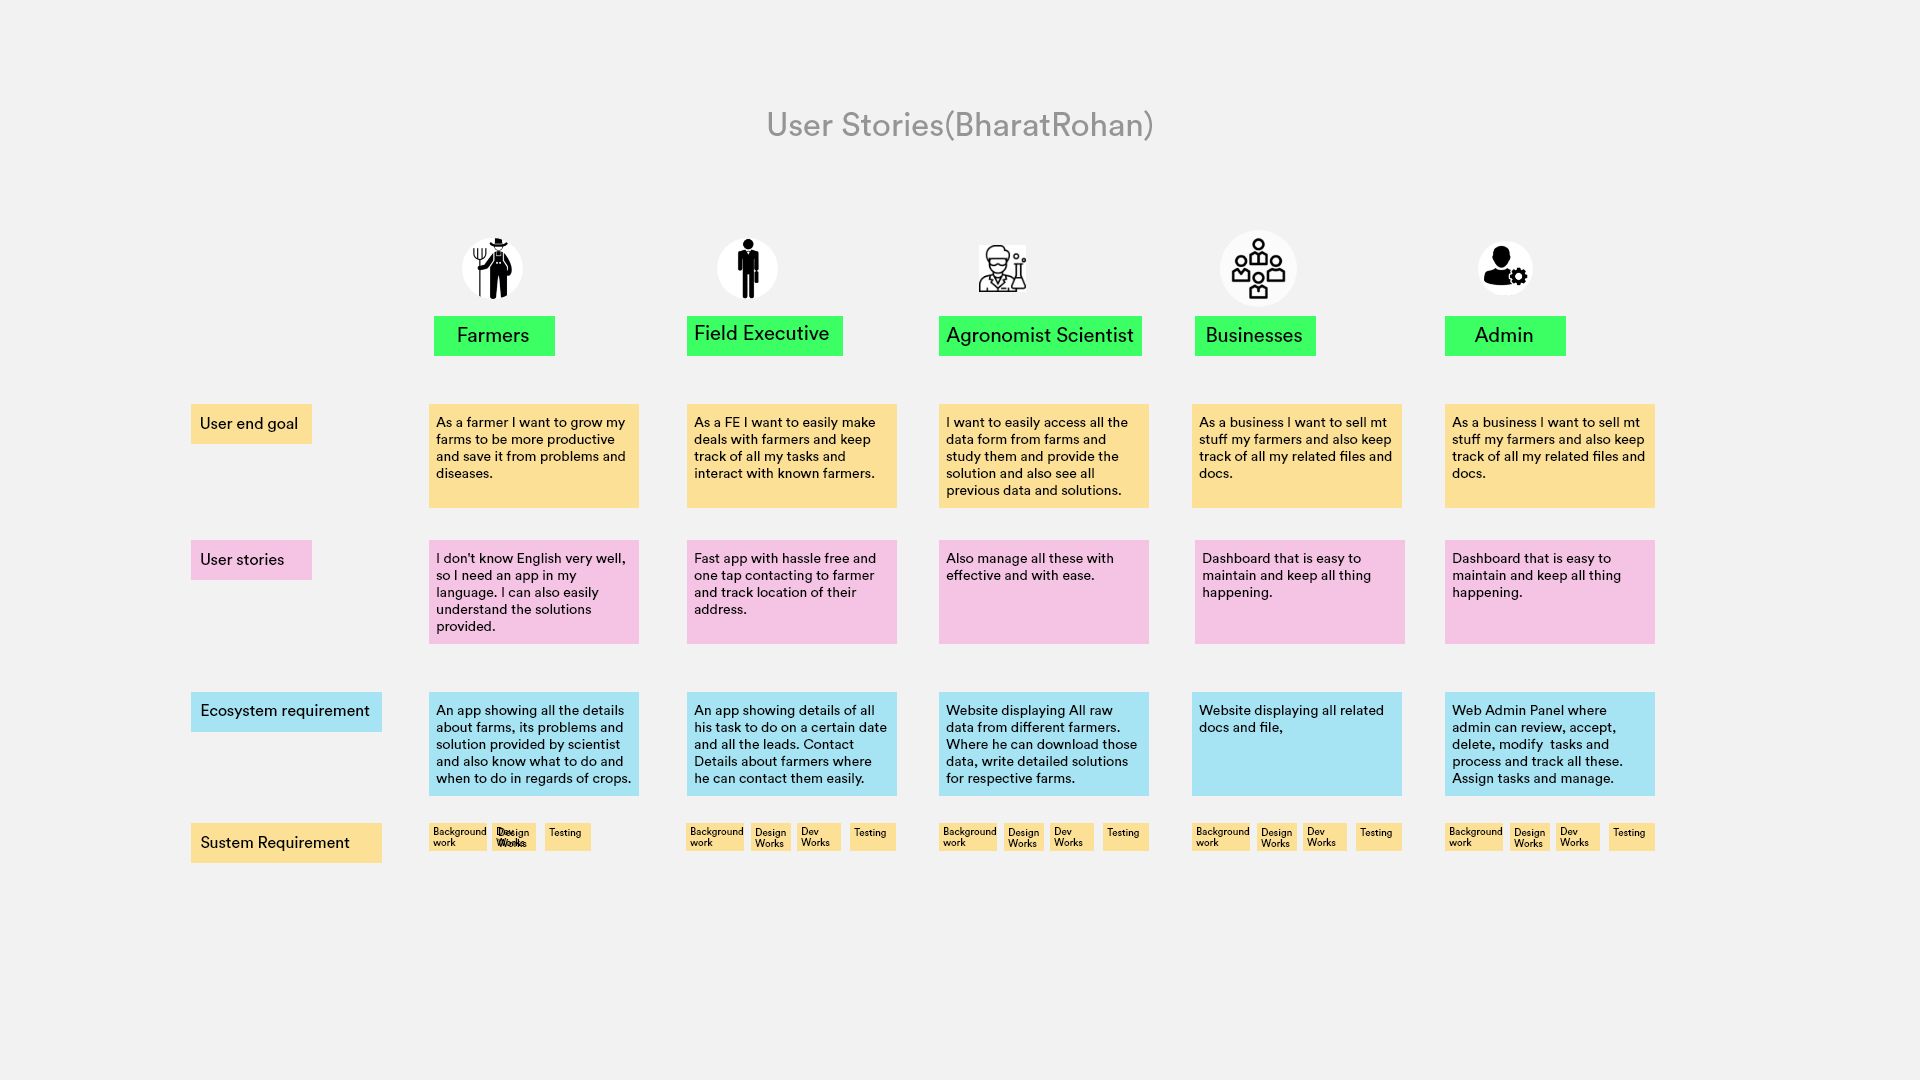 User Stories(BharatRohan)
Farmers
Field Executive
Agronomist Scientist
Businesses
Admin
User end goal
As a farmer I want to grow my
farms to be more productive
and save it from problems and
diseases.
As a FE I want to easily make
deals with farmers and keep
track of all my tasks and
interact with known farmers.
I want to easily access all the
data form from farms and
study them and provide the
solution and also see all
previous data and solutions.
As a business I want to sell mt
stuff my farmers and also keep
track of all my related files and
docs.
As a business I want to sell mt
stuff my farmers and also keep
track of all my related files and
docs.
User stories
I don't know English very well,
so I need an app in my
language. I can also easily
understand the solutions
provided.
Fast app with hassle free and
one tap contacting to farmer
and track location of their
address.
Also manage all these with
effective and with ease.
Dashboard that is easy to
maintain and keep all thing
happening.
Dashboard that is easy to
maintain and keep all thing
happening.
Ecosystem requirement
An app showing all the details
about farms, its problems and
solution provided by scientist
and also know what to do and
when to do in regards of crops.
An app showing details of all
his task to do on a certain date
and all the leads. Contact
Details about farmers where
he can contact them easily.
Website displaying All raw
data from different farmers.
Where he can download those
data, write detailed solutions
for respective farms.
Website displaying all related
docs and file,
Web Admin Panel where
admin can review, accept,
delete, modify  tasks and
process and track all these.
Assign tasks and manage.
Sustem Requirement
Background
work
Design
Works
Dev
Works
Testing
Background
work
Design
Works
Dev
Works
Testing
Background
work
Design
Works
Dev
Works
Testing
Background
work
Design
Works
Dev
Works
Testing
Background
work
Design
Works
Dev
Works
Testing